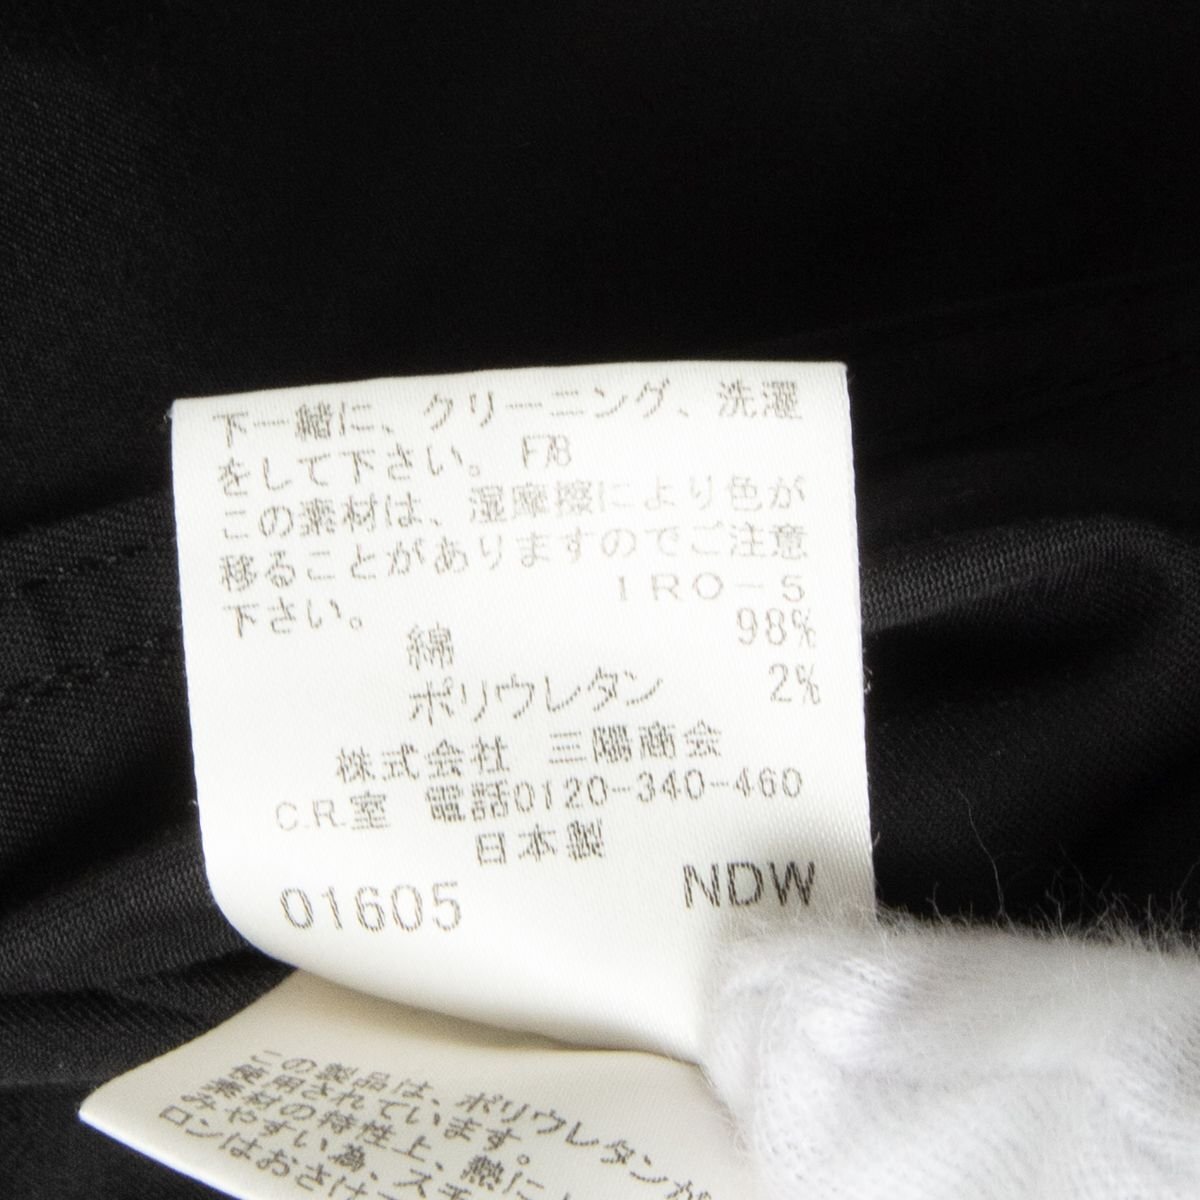 下一緒に、クリーニング、洗濯
をして下さい。 F78
この素材は、湿摩擦により色が
移ることがありますのでご注意
下さい。 IRO-S
綿 98%
ポリウレタン 2%
株式会社 三陽商会
C.R.室 電話0120-340-460
日本製
01605 NDW
この製品は、ポリウレタンが
使用されています。
素材の特性上、熱に
みやすい為、スチ
ロンはおさけ